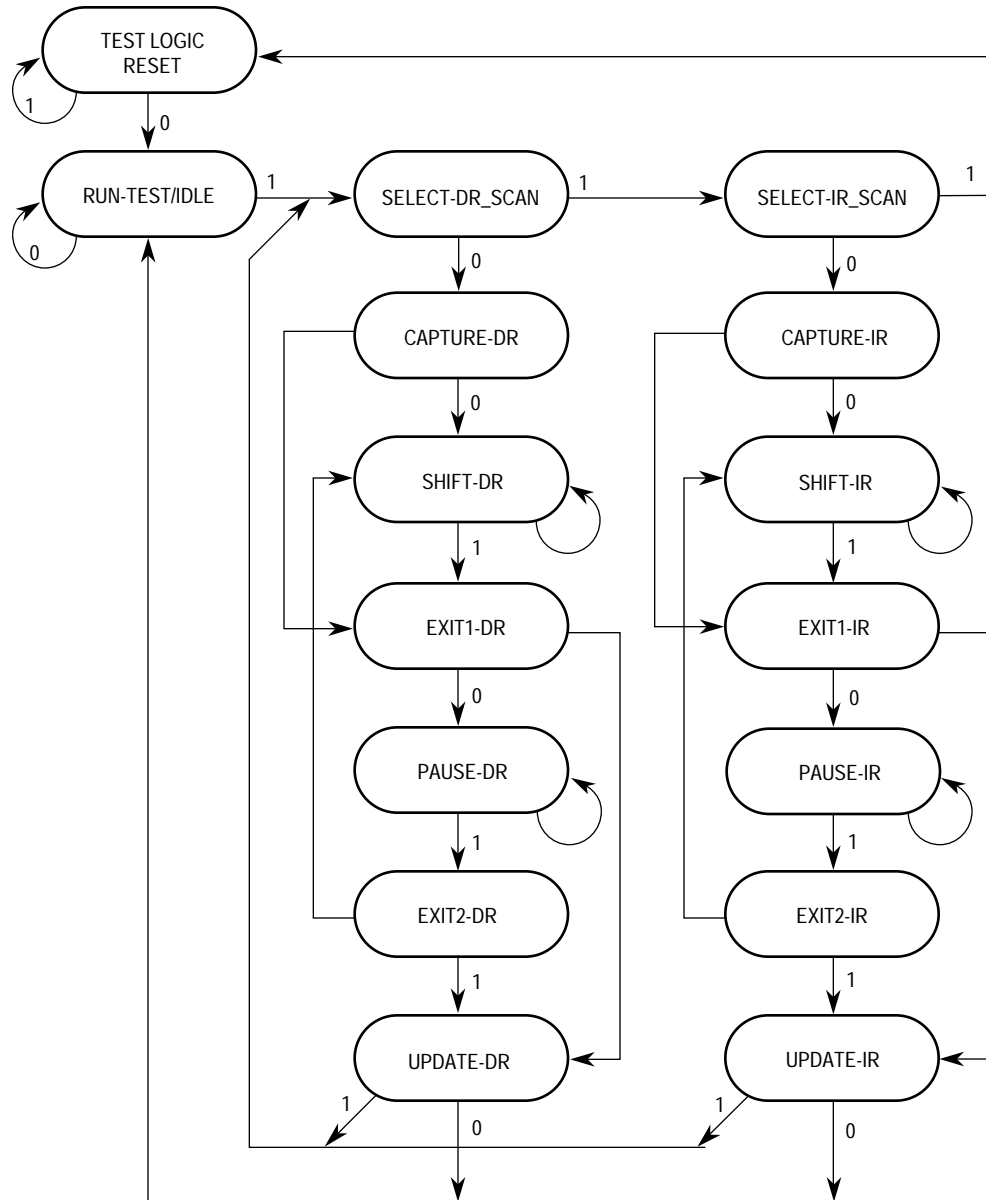 TEST LOGIC
RESET
1
0
RUN-TEST/IDLE
1
SELECT-DR_SCAN
1
SELECT-IR_SCAN
1
0
0
0
CAPTURE-DR
CAPTURE-IR
0
0
SHIFT-DR
SHIFT-IR
1
1
EXIT1-DR
EXIT1-IR
0
0
PAUSE-DR
PAUSE-IR
1
1
EXIT2-DR
EXIT2-IR
1
1
UPDATE-DR
UPDATE-IR
1
0
1
0